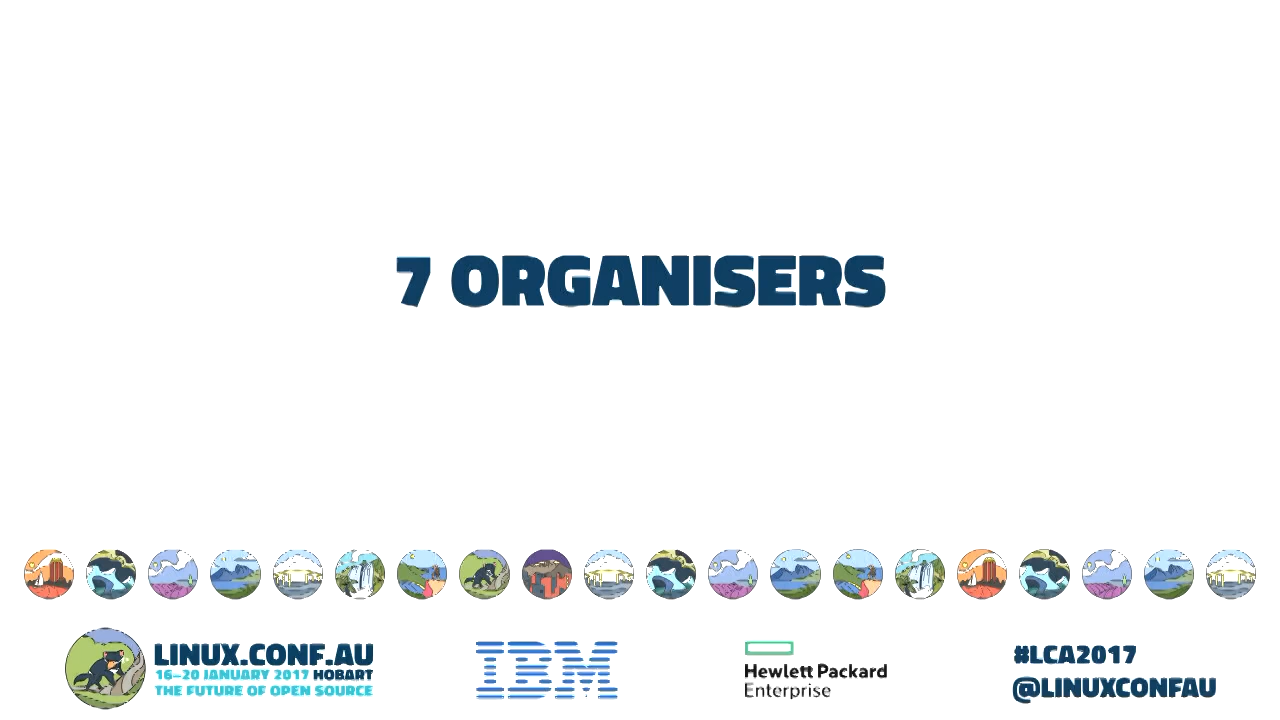 7 ORGANISERS
LINUX.CONF.AU
16–20 JANUARY 2017 HOBART
THE FUTURE OF OPEN SOURCE
IBM
Hewlett Packard
Enterprise
#LCA2017
@LINUXCONFAU